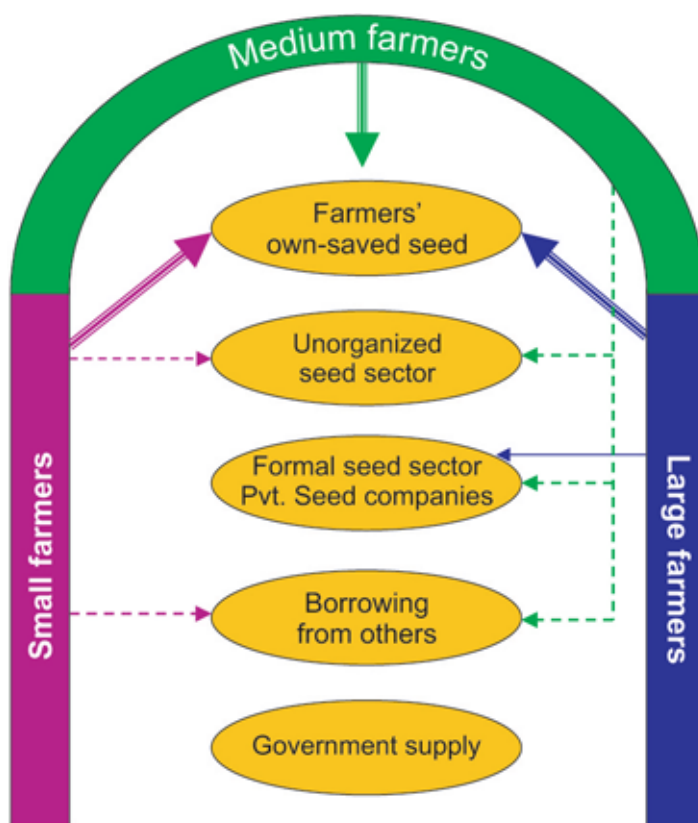 Medium farmers
Farmers'
own-saved seed
Unorganized
seed sector
Formal seed sector
Pvt. Seed companies
Borrowing
from others
Government supply
Small farmers
Large farmers